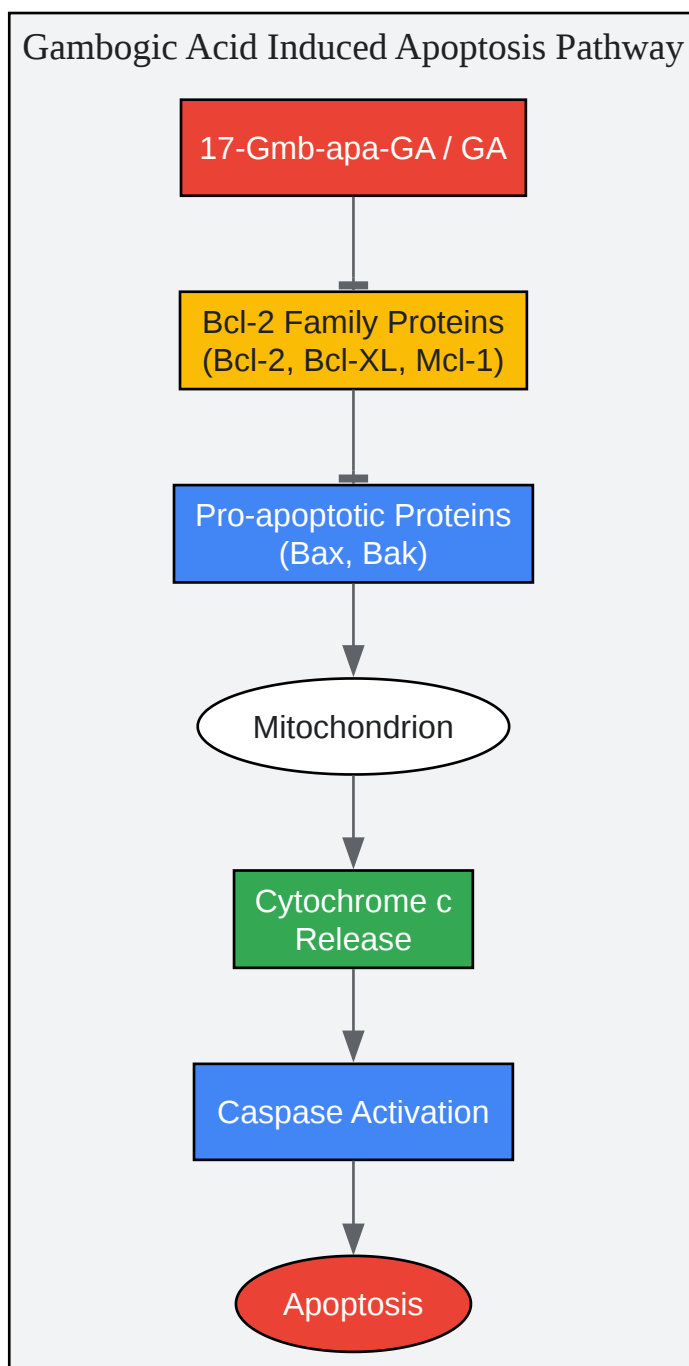 Gambogic Acid Induced Apoptosis Pathway
17-Gmb-apa-GA / GA
Bcl-2 Family Proteins
(Bcl-2, Bcl-XL, Mcl-1)
Pro-apoptotic Proteins
(Bax, Bak)
Mitochondrion
Cytochrome c
Release
Caspase Activation
Apoptosis